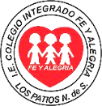 I.E. COLEGIO INTEGRADO FE Y ALEGRIA
FE Y ALEGRIA
LOS PATIOS N. de S.